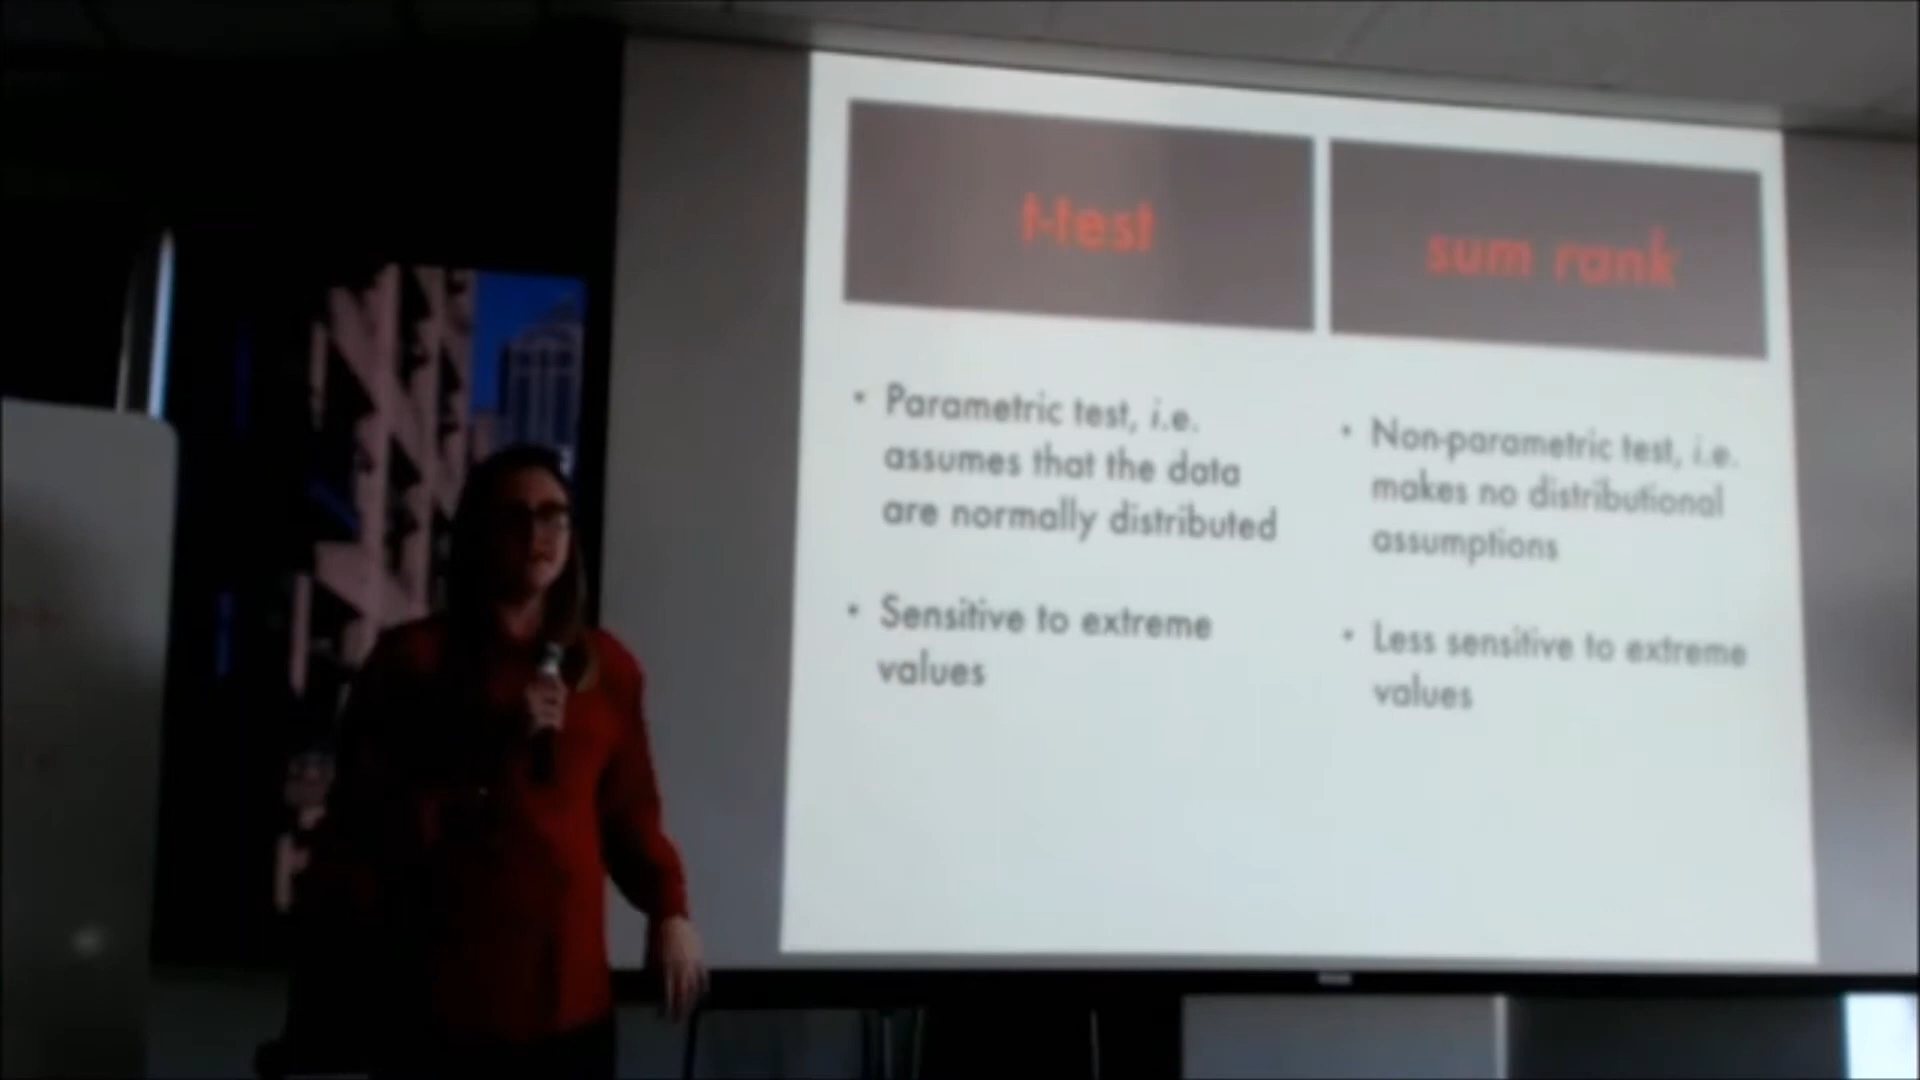 t-test
sum rank
• Parametric test, i.e.
assumes that the data
are normally distributed
• Sensitive to extreme
values
• Non-parametric test, i.e.
makes no distributional
assumptions
• Less sensitive to extreme
values